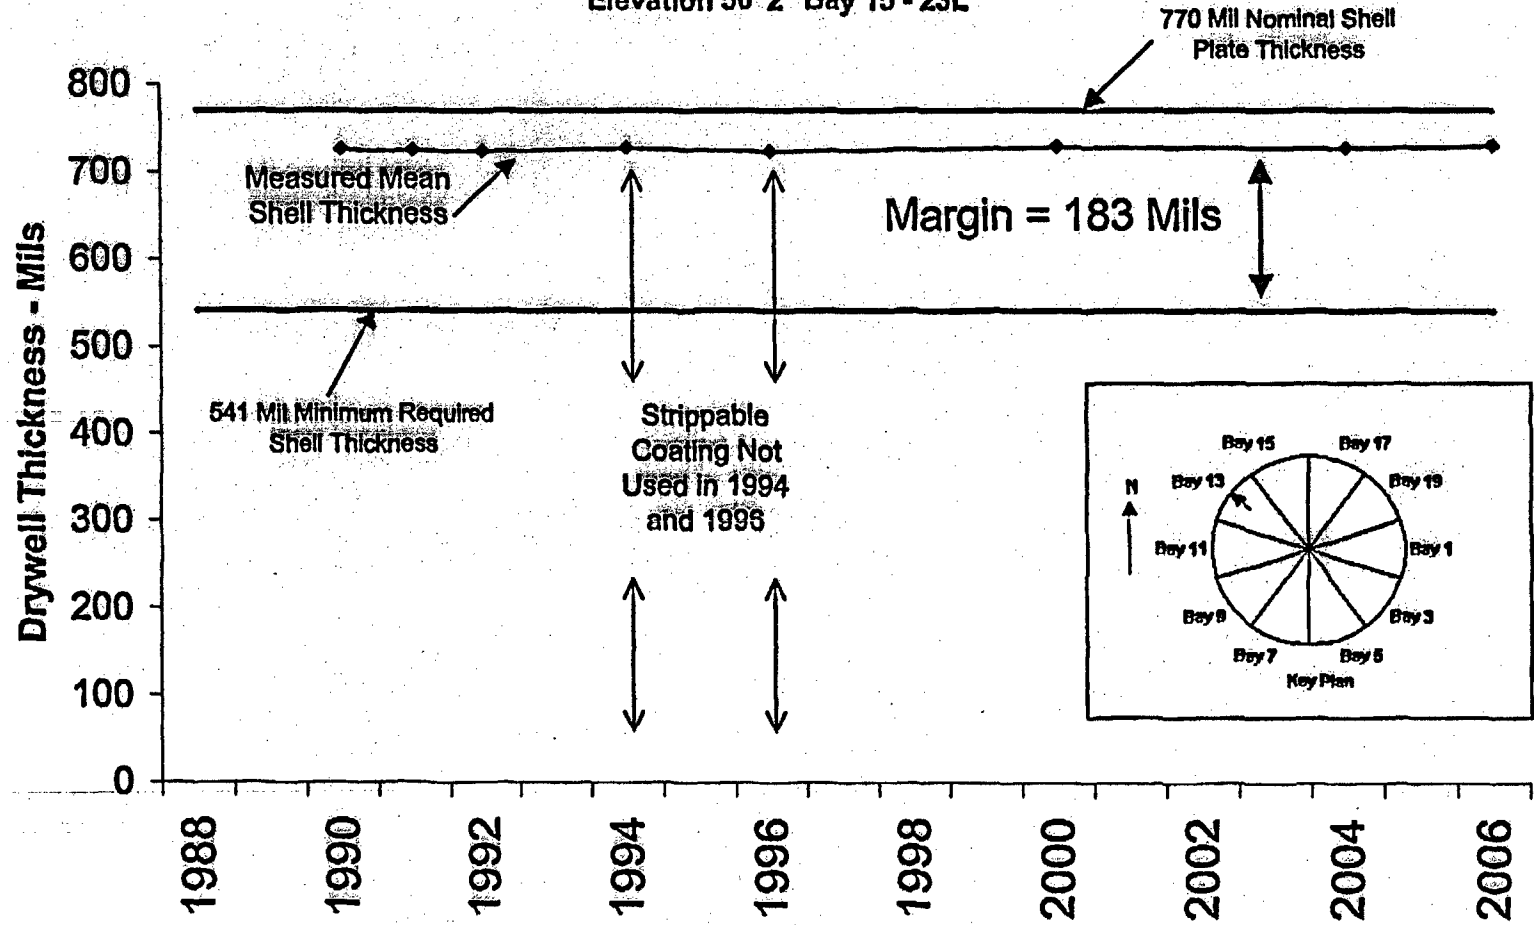 770 Mil Nominal Shell
Plate Thickness
800
700
600
500
400
300
200
100
0
Drywell Thickness - Mils
Measured Mean
Shell Thickness
Margin = 183 Mils
541 Mil Minimum Required
Shell Thickness
Strippable
Coating Not
Used in 1994
and 1996
N
Bay 15
Bay 17
Bay 13
Bay 19
Bay 11
Bay 1
Bay 9
Bay 3
Bay 7
Bay 5
Key Plan
1988
1990
1992
1994
1996
1998
2000
2002
2004
2006